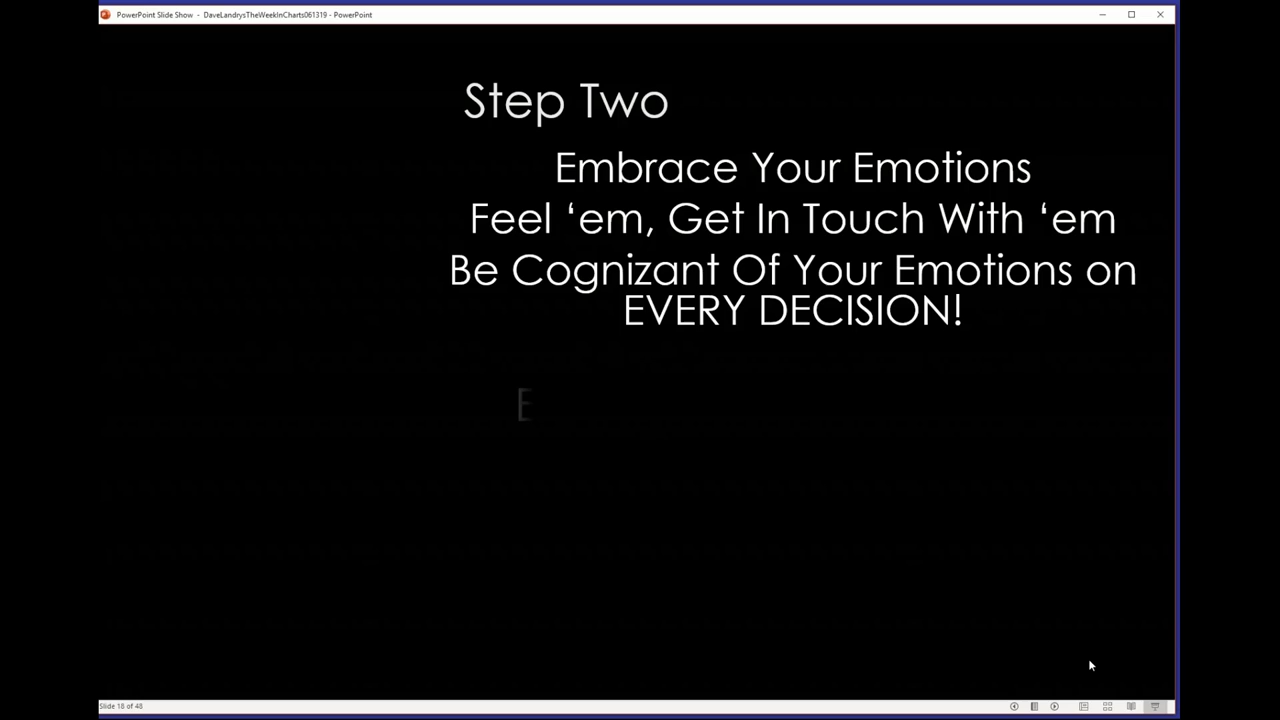 PowerPoint Slide Show - DaveLandrysTheWeekInCharts061319 - PowerPoint
Step Two
Embrace Your Emotions
Feel ‘em, Get In Touch With ‘em
Be Cognizant Of Your Emotions on
EVERY DECISION!
E
Slide 18 of 48